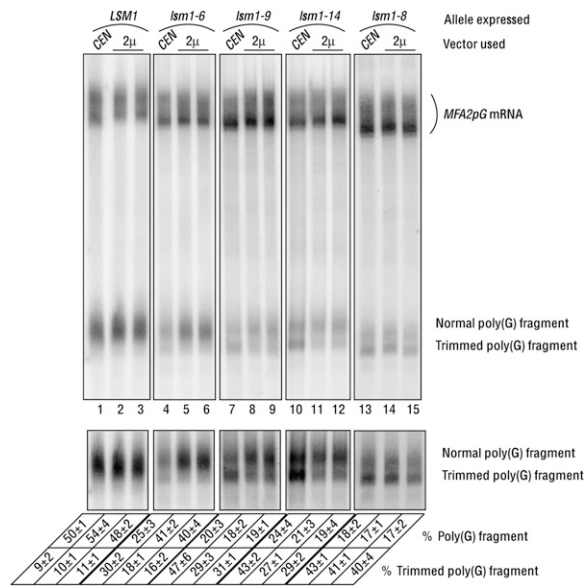 LSM1 lsm1-6 lsm1-9 lsm1-14 lsm1-8 Allele expressed
CEN 2μ CEN 2μ CEN 2μ CEN 2μ CEN 2μ Vector used
MFA2pG mRNA
Normal poly(G) fragment
Trimmed poly(G) fragment
1 2 3 4 5 6 7 8 9 10 11 12 13 14 15
Normal poly(G) fragment
Trimmed poly(G) fragment
50±1 54±4 48±2 25±3 41±2 40±4 20±3 18±2 19±1 24±4 21±3 19±4 18±2 17±1 17±2 % Poly(G) fragment
9±2 10±1 11±1 30±2 18±1 16±2 47±6 29±3 31±1 43±2 27±1 29±2 43±1 41±1 40±4 % Trimmed poly(G) fragment